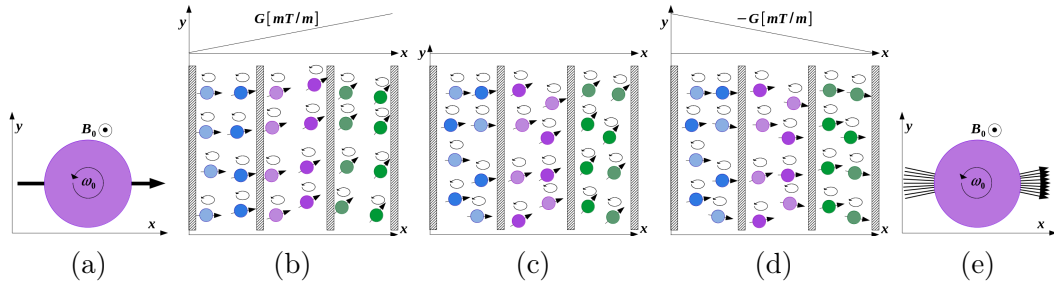 y
B₀
ω₀
x
(a)
y
G[mT/m]
x
x
(b)
y
x
x
(c)
y
−G[mT/m]
x
x
(d)
y
B₀
ω₀
x
(e)